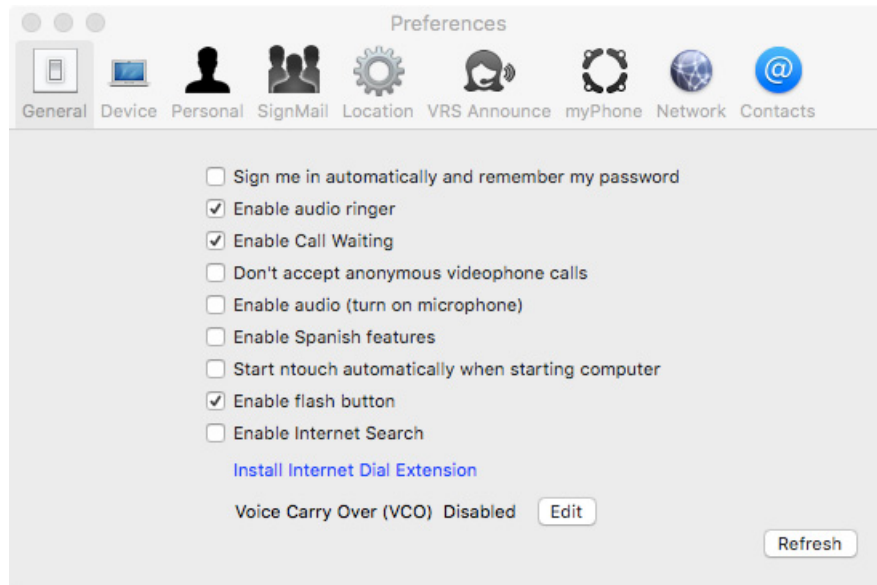 Preferences
General Device Personal SignMail Location VRS Announce myPhone Network Contacts
Sign me in automatically and remember my password
Enable audio ringer
Enable Call Waiting
Don't accept anonymous videophone calls
Enable audio (turn on microphone)
Enable Spanish features
Start ntouch automatically when starting computer
Enable flash button
Enable Internet Search
Install Internet Dial Extension
Voice Carry Over (VCO) Disabled Edit
Refresh